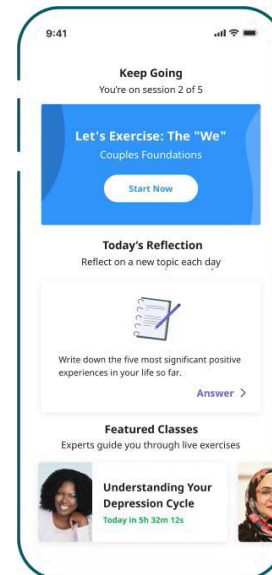 9:41
Keep Going
You're on session 2 of 5
Let's Exercise: The "We"
Couples Foundations
Start Now
Today's Reflection
Reflect on a new topic each day
Write down the five most significant positive
experiences in your life so far.
Answer >
Featured Classes
Experts guide you through live exercises
Understanding Your
Depression Cycle
Today in 5h 32m 12s